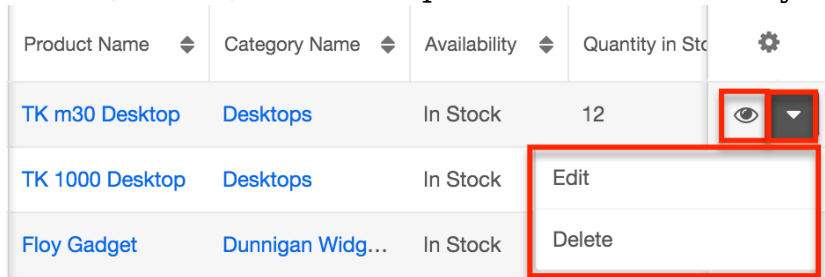 Product Name Category Name Availability Quantity in Sto
TK m30 Desktop Desktops In Stock 12
TK 1000 Desktop Desktops In Stock Edit
Floy Gadget Dunnigan Widg... In Stock Delete